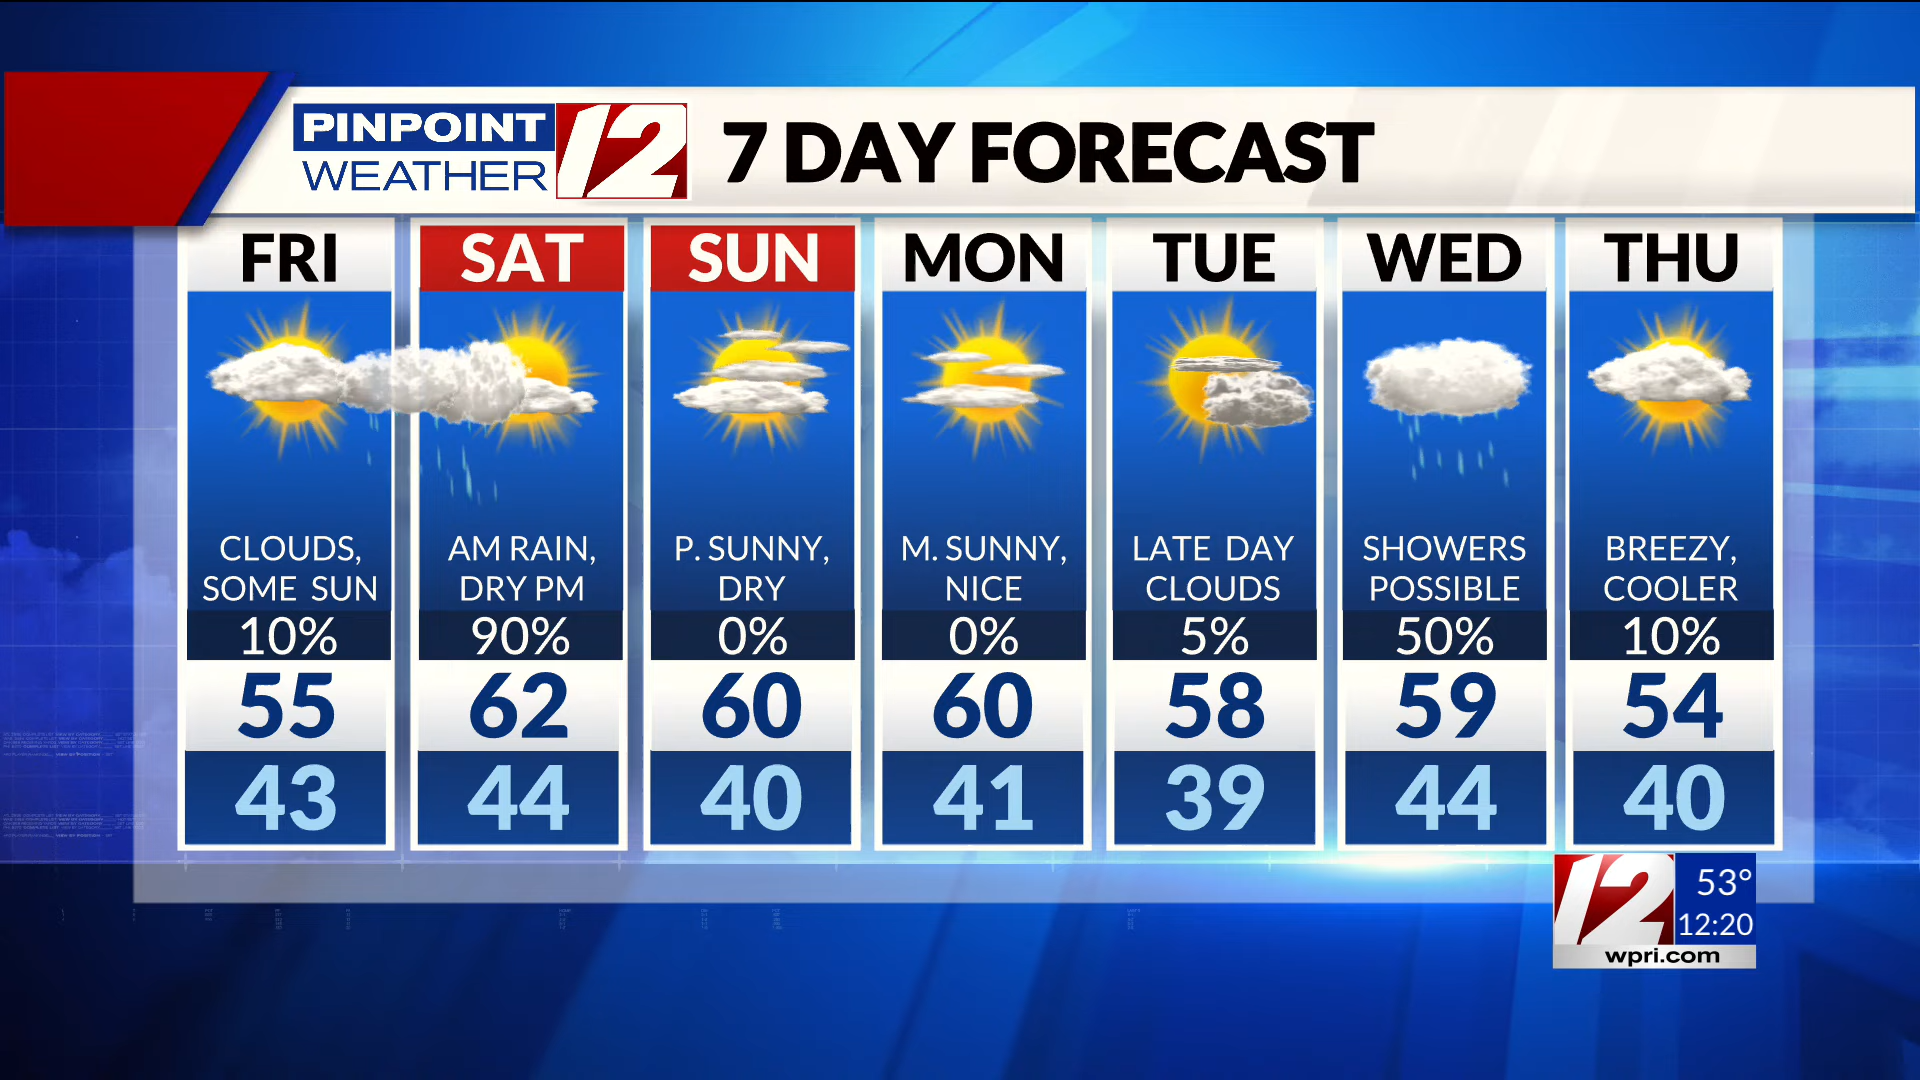 PINPOINT
WEATHER
12
7 DAY FORECAST
FRI
CLOUDS,
SOME SUN
10%
55
43
SAT
AM RAIN,
DRY PM
90%
62
44
SUN
P. SUNNY,
DRY
0%
60
40
MON
M. SUNNY,
NICE
0%
60
41
TUE
LATE DAY
CLOUDS
5%
58
39
WED
SHOWERS
POSSIBLE
50%
59
44
THU
BREEZY,
COOLER
10%
54
40
12
53°
12:20
wpri.com